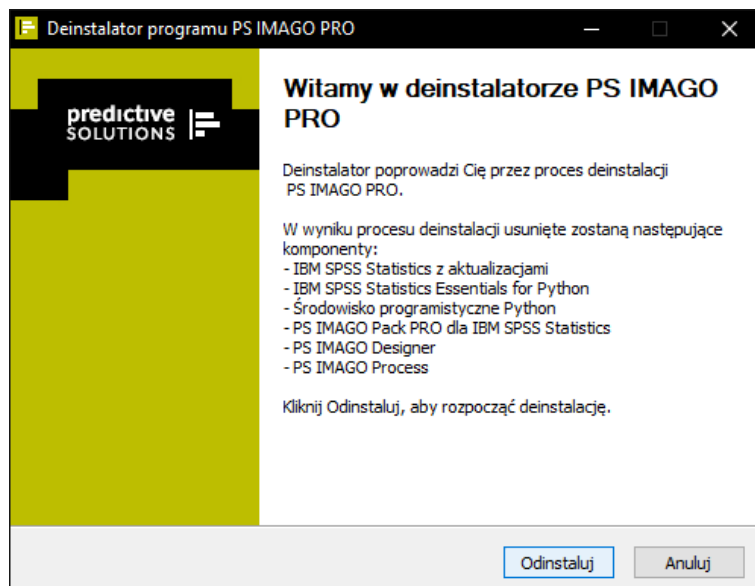 Deinstalator programu PS IMAGO PRO
predictive
SOLUTIONS
Witamy w deinstalatorze PS IMAGO
PRO
Deinstalator poprowadzi Cię przez proces deinstalacji
PS IMAGO PRO.
W wyniku procesu deinstalacji usunięte zostaną następujące
komponenty:
- IBM SPSS Statistics z aktualizacjami
- IBM SPSS Statistics Essentials for Python
- Środowisko programistyczne Python
- PS IMAGO Pack PRO dla IBM SPSS Statistics
- PS IMAGO Designer
- PS IMAGO Process
Kliknij Odinstaluj, aby rozpocząć deinstalację.
Odinstaluj
Anuluj